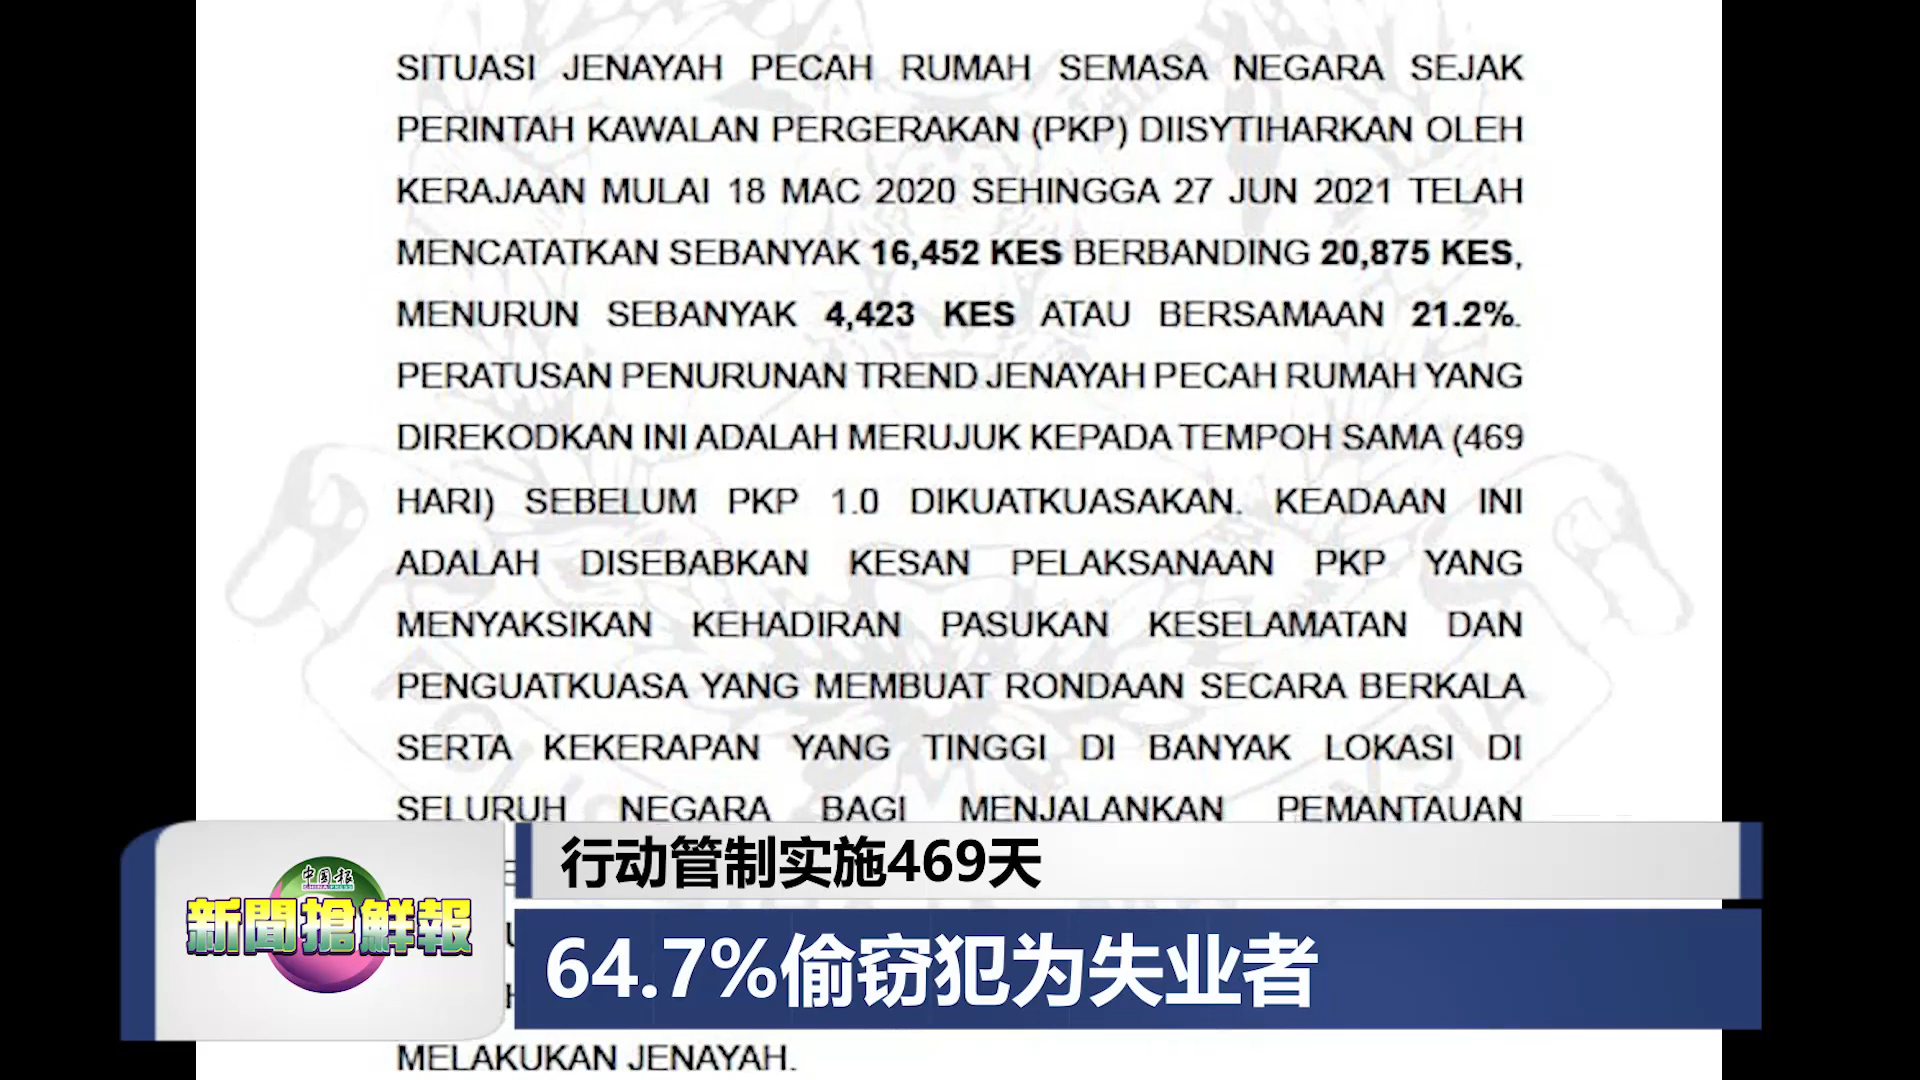 SITUASI JENAYAH PECAH RUMAH SEMASA NEGARA SEJAK
PERINTAH KAWALAN PERGERAKAN (PKP) DIISYTIHARKAN OLEH
KERAJAAN MULAI 18 MAC 2020 SEHINGGA 27 JUN 2021 TELAH
MENCATATKAN SEBANYAK 16,452 KES BERBANDING 20,875 KES,
MENURUN SEBANYAK 4,423 KES ATAU BERSAMAAN 21.2%.
PERATUSAN PENURUNAN TREND JENAYAH PECAH RUMAH YANG
DIREKODKAN INI ADALAH MERUJUK KEPADA TEMPOH SAMA (469
HARI) SEBELUM PKP 1.0 DIKUATKUASAKAN. KEADAAN INI
ADALAH DISEBABKAN KESAN PELAKSANAAN PKP YANG
MENYAKSIKAN KEHADIRAN PASUKAN KESELAMATAN DAN
PENGUATKUASA YANG MEMBUAT RONDAAN SECARA BERKALA
SERTA KEKERAPAN YANG TINGGI DI BANYAK LOKASI DI
SELURUH NEGARA BAGI MENJALANKAN PEMANTAUAN
行动管制实施469天
中国报
CHINA PRESS
新聞搶鮮報
64.7%偷窃犯为失业者
MELAKUKAN JENAYAH.